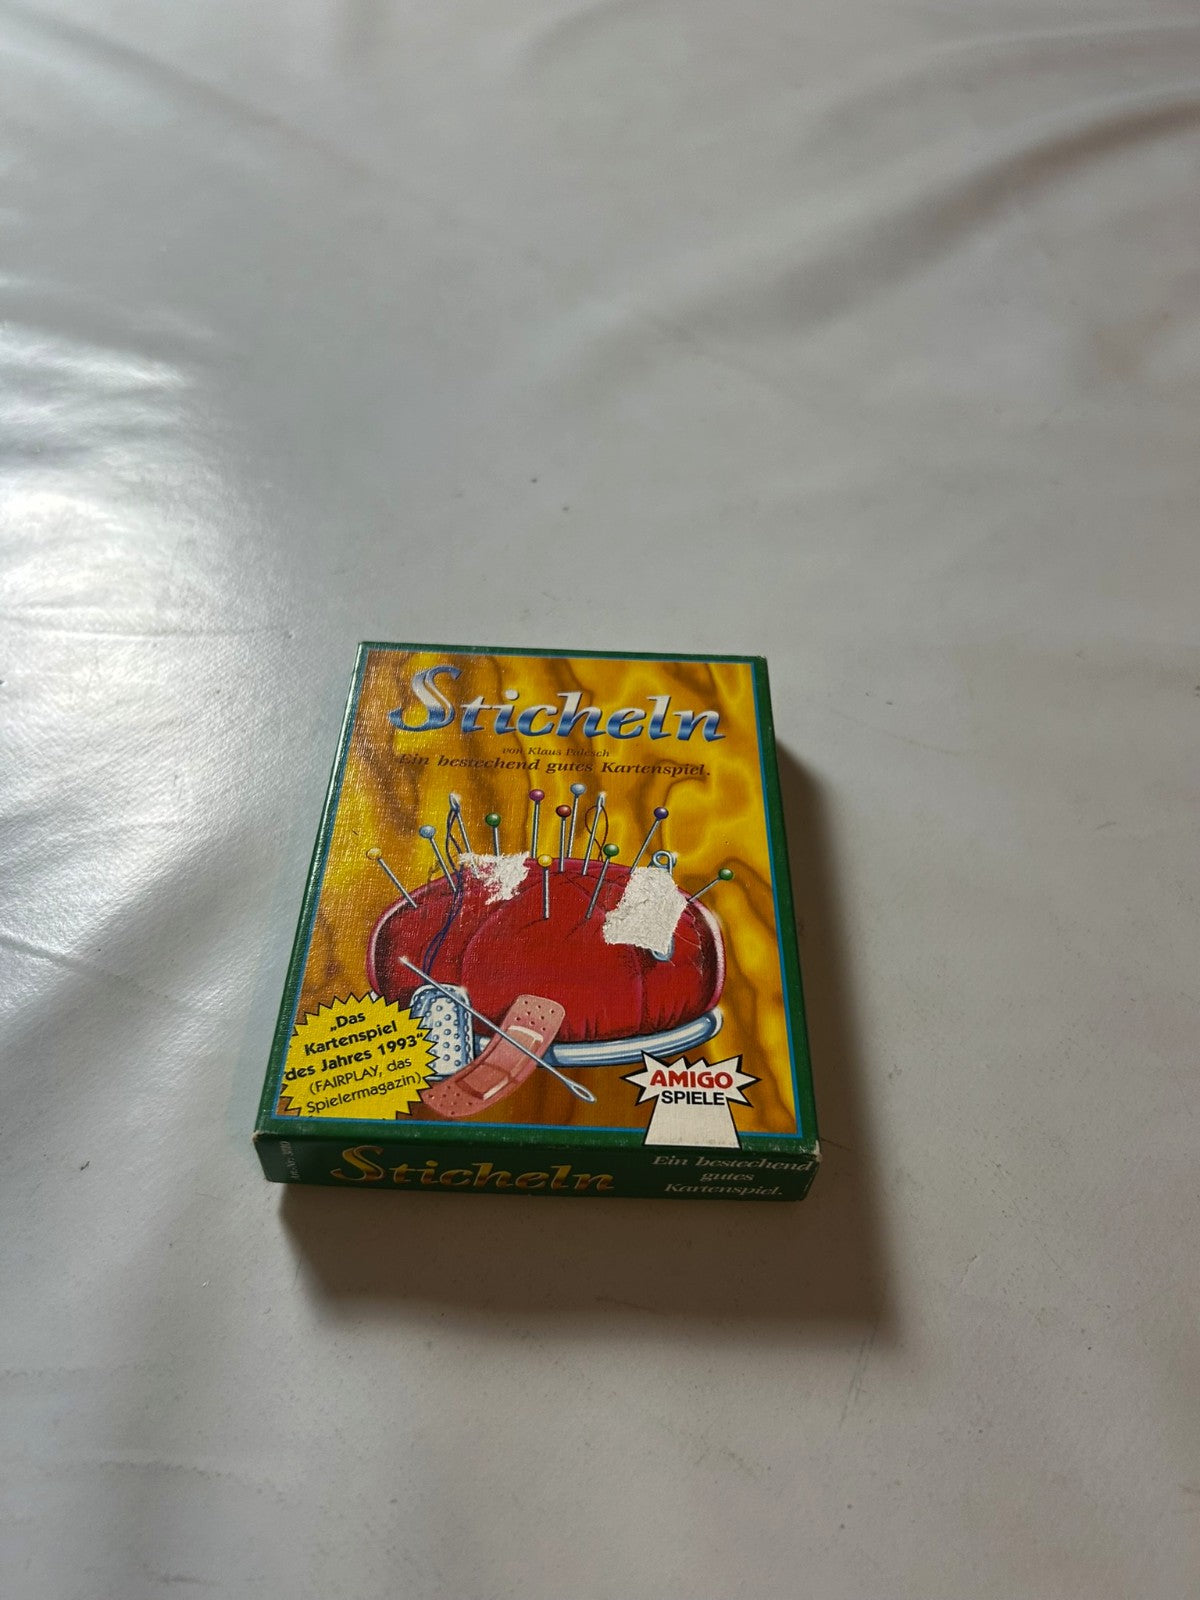 Sticheln
von Klaus Palesch
Ein bestechend gutes Kartenspiel.
„Das
Kartenspiel
des Jahres 1993“
(FAIRPLAY, das
Spielermagazin)
AMIGO
SPIELE
Sticheln
Ein bestechend
gutes
Kartenspiel.